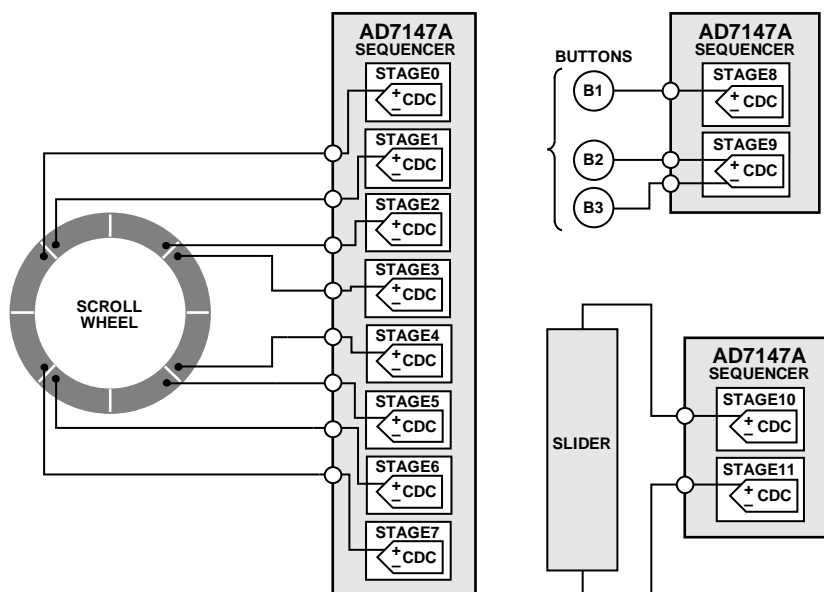 AD7147A
SEQUENCER
STAGE0
+
–
CDC
STAGE1
+
–
CDC
STAGE2
+
–
CDC
STAGE3
+
–
CDC
STAGE4
+
–
CDC
STAGE5
+
–
CDC
STAGE6
+
–
CDC
STAGE7
+
–
CDC
SCROLL
WHEEL
BUTTONS
B1
B2
B3
AD7147A
SEQUENCER
STAGE8
+
–
CDC
STAGE9
+
–
CDC
SLIDER
AD7147A
SEQUENCER
STAGE10
+
–
CDC
STAGE11
+
–
CDC